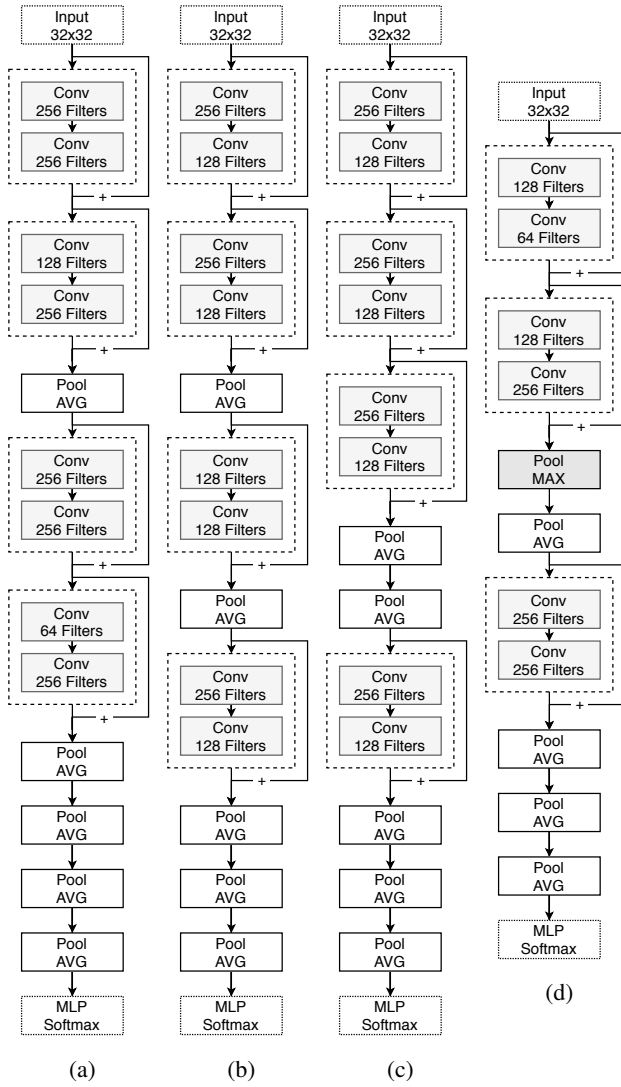 Input
32x32
Conv
256 Filters
Conv
256 Filters
+
Conv
128 Filters
Conv
256 Filters
+
Pool
AVG
Conv
256 Filters
Conv
256 Filters
+
Conv
64 Filters
Conv
256 Filters
+
Pool
AVG
Pool
AVG
Pool
AVG
Pool
AVG
MLP
Softmax
(a)
Input
32x32
Conv
256 Filters
Conv
128 Filters
+
Conv
256 Filters
Conv
128 Filters
+
Pool
AVG
Conv
128 Filters
Conv
128 Filters
+
Pool
AVG
Conv
256 Filters
Conv
128 Filters
+
Pool
AVG
Pool
AVG
Pool
AVG
MLP
Softmax
(b)
Input
32x32
Conv
256 Filters
Conv
128 Filters
+
Conv
256 Filters
Conv
128 Filters
+
Conv
256 Filters
Conv
128 Filters
+
Pool
AVG
Pool
AVG
Conv
256 Filters
Conv
128 Filters
+
Pool
AVG
Pool
AVG
Pool
AVG
MLP
Softmax
(c)
Input
32x32
Conv
128 Filters
Conv
64 Filters
+
Conv
128 Filters
Conv
256 Filters
+
Pool
MAX
Pool
AVG
Conv
256 Filters
Conv
256 Filters
+
Pool
AVG
Pool
AVG
Pool
AVG
MLP
Softmax
(d)